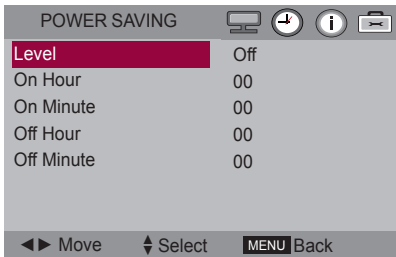 POWER SAVING
Level Off
On Hour 00
On Minute 00
Off Hour 00
Off Minute 00
◄► Move ▲▼ Select MENU Back